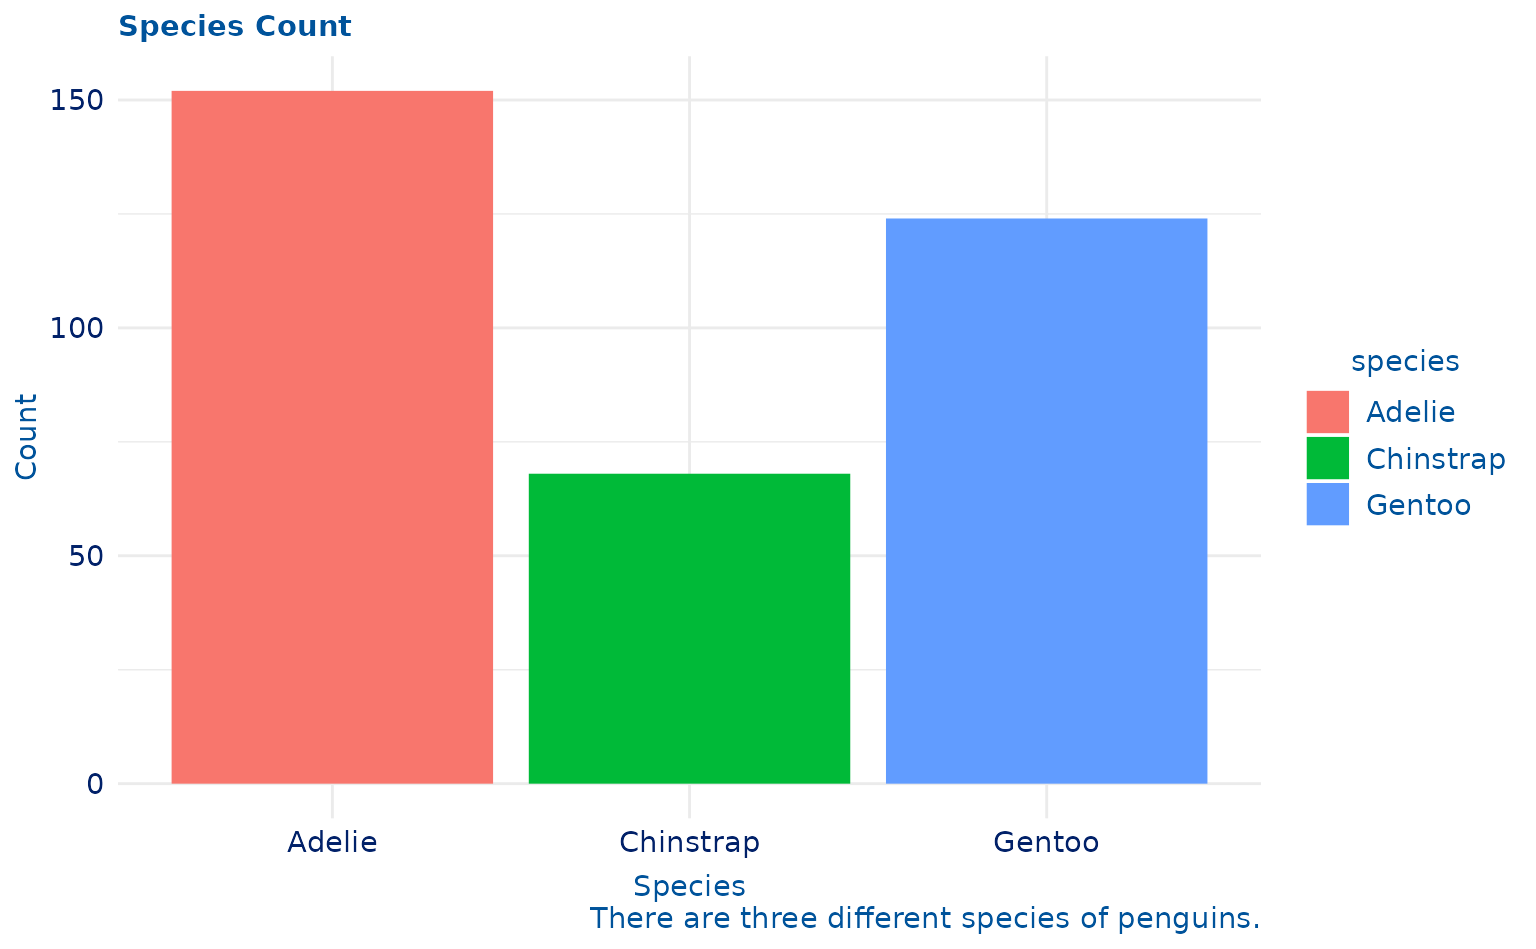 Species Count
150
100
50
0
Count
Adelie
Chinstrap
Gentoo
Species
There are three different species of penguins.
species
Adelie
Chinstrap
Gentoo